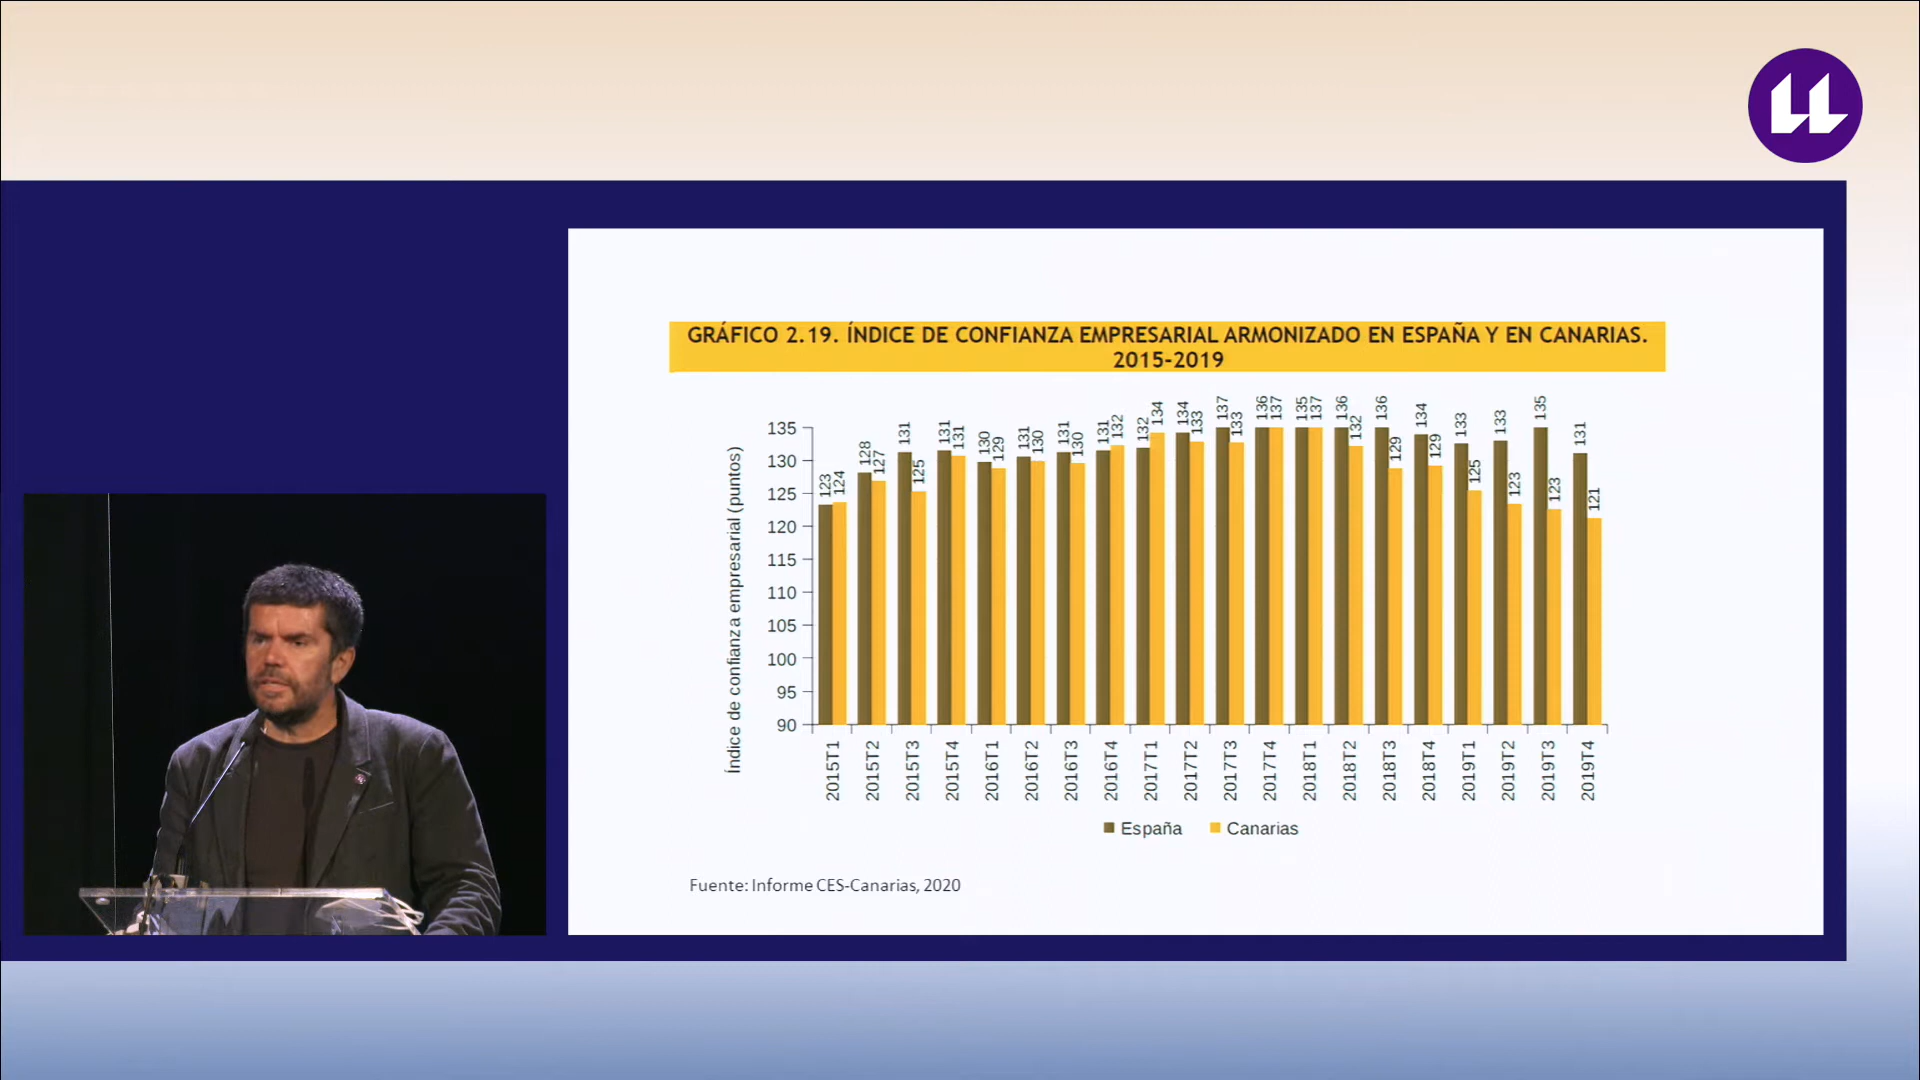 GRÁFICO 2.19. ÍNDICE DE CONFIANZA EMPRESARIAL ARMONIZADO EN ESPAÑA Y EN CANARIAS.
2015-2019
Índice de confianza empresarial (puntos)
135
130
125
120
115
110
105
100
95
90
123 124 128 127 131 125 131 131 130 129 131 130 131 130 131 132 132 134 134 133 137 133 136 137 135 137 136 132 136 129 134 129 133 125 133 123 135 123 131 121
2015T1 2015T2 2015T3 2015T4 2016T1 2016T2 2016T3 2016T4 2017T1 2017T2 2017T3 2017T4 2018T1 2018T2 2018T3 2018T4 2019T1 2019T2 2019T3 2019T4
España Canarias
Fuente: Informe CES-Canarias, 2020